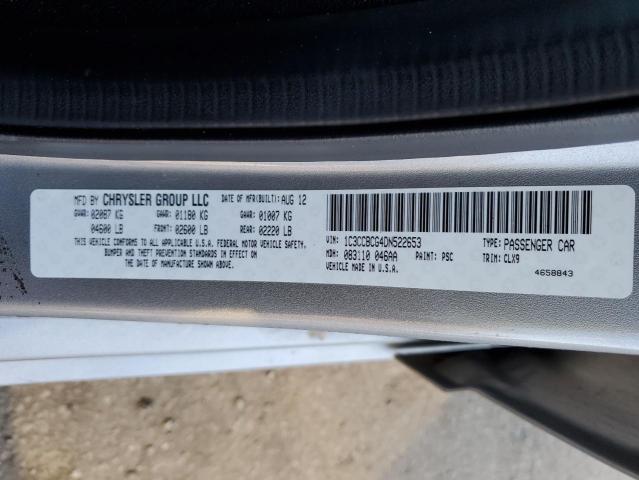 MFD BY CHRYSLER GROUP LLC DATE OF MFR(BUILT): AUG 12
GVWR: 02087 KG GAWR: 01180 KG GAWR: 01007 KG
04600 LB FRONT: 02600 LB REAR: 02220 LB
THIS VEHICLE CONFORMS TO ALL APPLICABLE U.S.A. FEDERAL MOTOR VEHICLE SAFETY,
BUMPER AND THEFT PREVENTION STANDARDS IN EFFECT ON
THE DATE OF MANUFACTURE SHOWN ABOVE.
VIN: 1C3CCBCG4DN522653 TYPE: PASSENGER CAR
MDH: 083110 046AA PAINT: PSC TRIM: CLX9
VEHICLE MADE IN U.S.A.
4658843